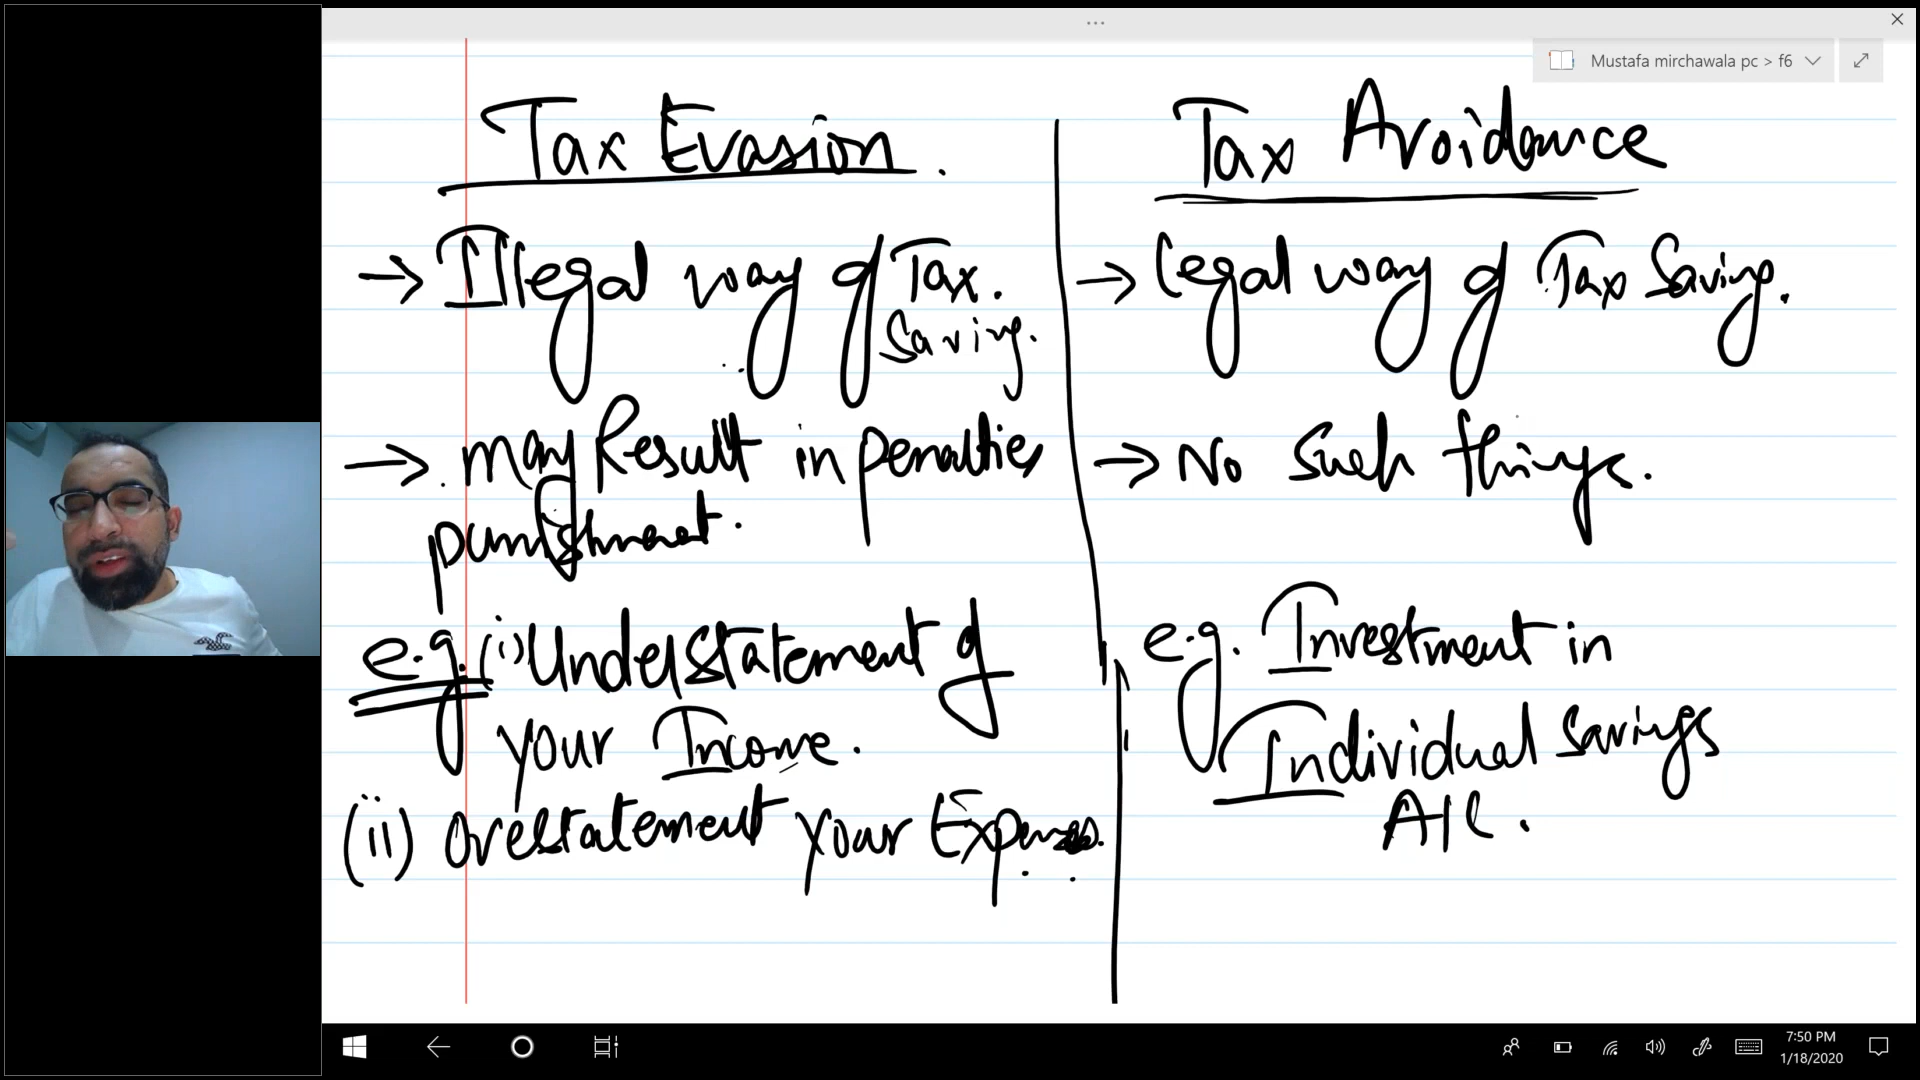 Mustafa mirchawala pc > f6
Tax Evasion.
→ Illegal way of Tax.
Saving.
→ may Result in penalties
punishment.
e.g. (i) Understatement of
your Income.
(ii) Overstatement your Expenses.
Tax Avoidance
→ Legal way of Tax Saving.
→ No Such things.
e.g. Investment in
Individual Savings
A/C.
7:50 PM
1/18/2020